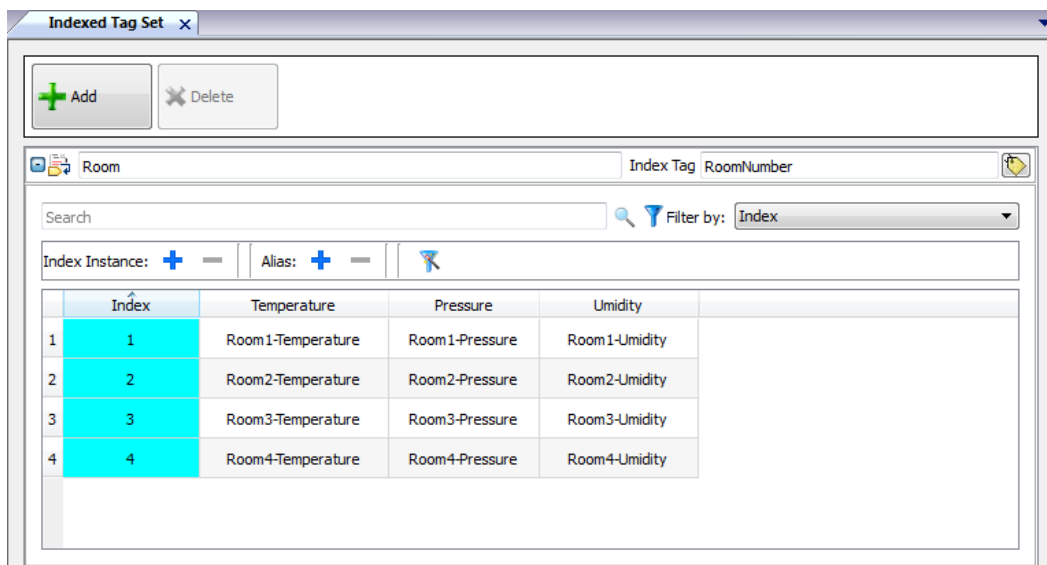 Indexed Tag Set x
Add Delete
Room Index Tag RoomNumber
Search Filter by: Index
Index Instance: Alias:
Index Temperature Pressure Umidity
1 1 Room1-Temperature Room1-Pressure Room1-Umidity
2 2 Room2-Temperature Room2-Pressure Room2-Umidity
3 3 Room3-Temperature Room3-Pressure Room3-Umidity
4 4 Room4-Temperature Room4-Pressure Room4-Umidity